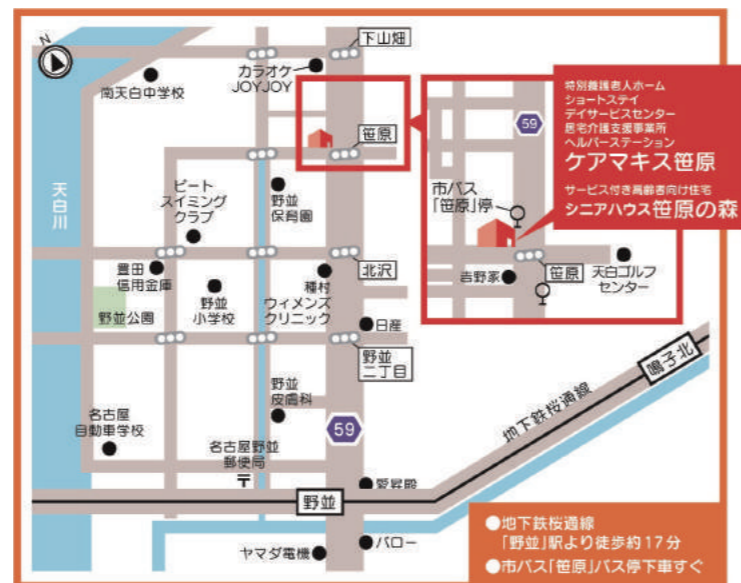 N
下山畑
カラオケ
JOYJOY
南天白中学校
笹原
天白川
ビート
スイミング
クラブ
野並
保育園
豊田
信用金庫
野並
小学校
種村
ウィメンズ
クリニック
北沢
野並公園
日産
野並
二丁目
野並
皮膚科
名古屋
自動車学校
名古屋野並
郵便局
〒
59
愛昇殿
野並
地下鉄桜通線
鳴子北
ヤマダ電機
バロー
59
特別養護老人ホーム
ショートステイ
デイサービスセンター
居宅介護支援事業所
ヘルパーステーション
ケアマキス笹原
サービス付き高齢者向け住宅
シニアハウス笹原の森
市バス
「笹原」停
笹原
吉野家
天白ゴルフ
センター
●地下鉄桜通線
「野並」駅より徒歩約17分
●市バス「笹原」バス停下車すぐ